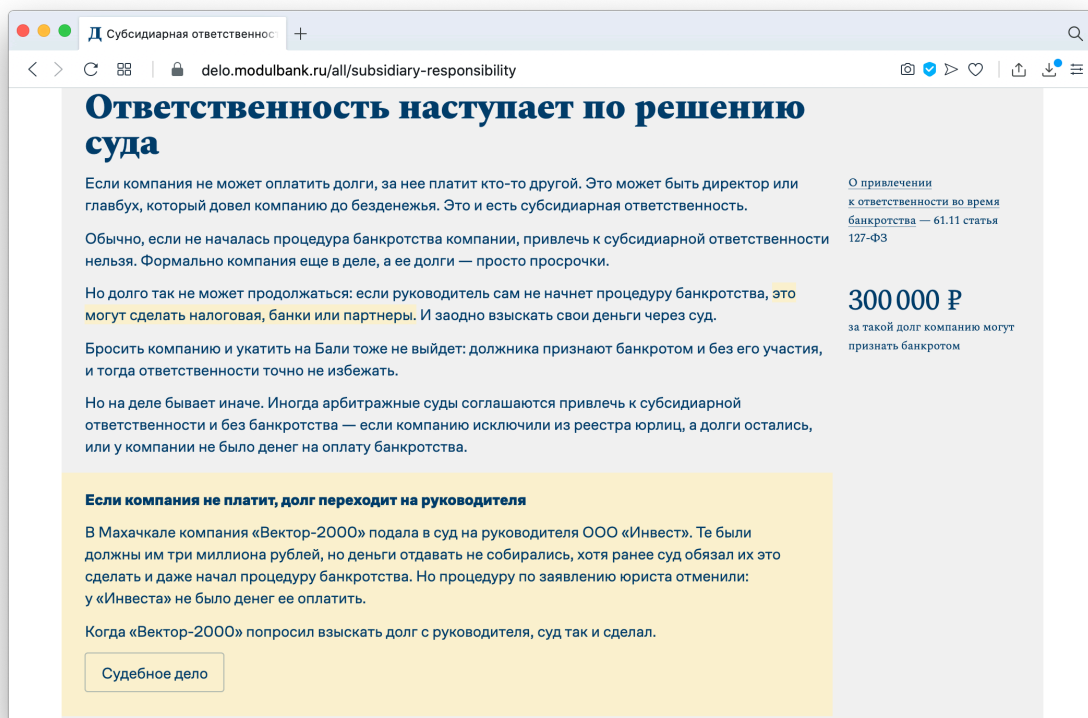 Д Субсидиарная ответственнос
delo.modulbank.ru/all/subsidiary-responsibility
Ответственность наступает по решению
суда
Если компания не может оплатить долги, за нее платит кто-то другой. Это может быть директор или
главбух, который довел компанию до безденежья. Это и есть субсидиарная ответственность.
Обычно, если не началась процедура банкротства компании, привлечь к субсидиарной ответственности
нельзя. Формально компания еще в деле, а ее долги — просто просрочки.
Но долго так не может продолжаться: если руководитель сам не начнет процедуру банкротства, это
могут сделать налоговая, банки или партнеры. И заодно взыскать свои деньги через суд.
Бросить компанию и укатить на Бали тоже не выйдет: должника признают банкротом и без его участия,
и тогда ответственности точно не избежать.
Но на деле бывает иначе. Иногда арбитражные суды соглашаются привлечь к субсидиарной
ответственности и без банкротства — если компанию исключили из реестра юрлиц, а долги остались,
или у компании не было денег на оплату банкротства.
О привлечении
к ответственности во время
банкротства — 61.11 статья
127-ФЗ
300 000 ₽
за такой долг компанию могут
признать банкротом
Если компания не платит, долг переходит на руководителя
В Махачкале компания «Вектор-2000» подала в суд на руководителя ООО «Инвест». Те были
должны им три миллиона рублей, но деньги отдавать не собирались, хотя ранее суд обязал их это
сделать и даже начал процедуру банкротства. Но процедуру по заявлению юриста отменили:
у «Инвеста» не было денег ее оплатить.
Когда «Вектор-2000» попросил взыскать долг с руководителя, суд так и сделал.
Судебное дело